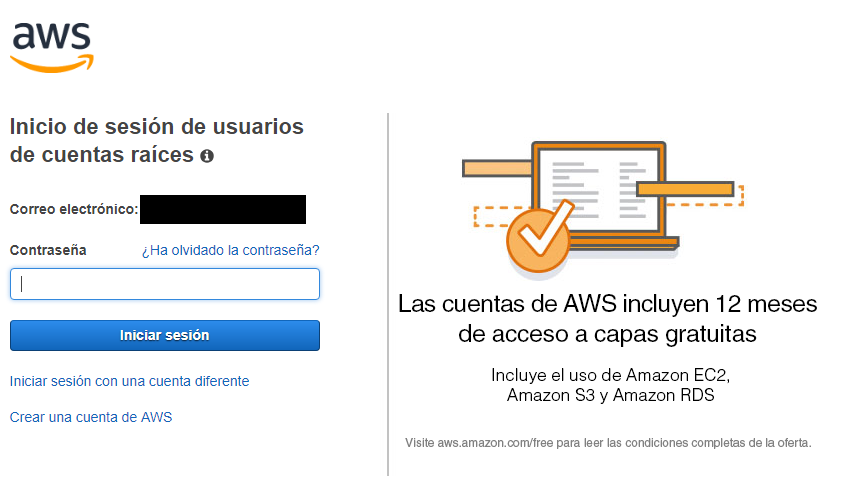 aws
Inicio de sesión de usuarios
de cuentas raíces
Correo electrónico:
Contraseña ¿Ha olvidado la contraseña?
Iniciar sesión
Iniciar sesión con una cuenta diferente
Crear una cuenta de AWS
Las cuentas de AWS incluyen 12 meses
de acceso a capas gratuitas
Incluye el uso de Amazon EC2,
Amazon S3 y Amazon RDS
Visite aws.amazon.com/free para leer las condiciones completas de la oferta.